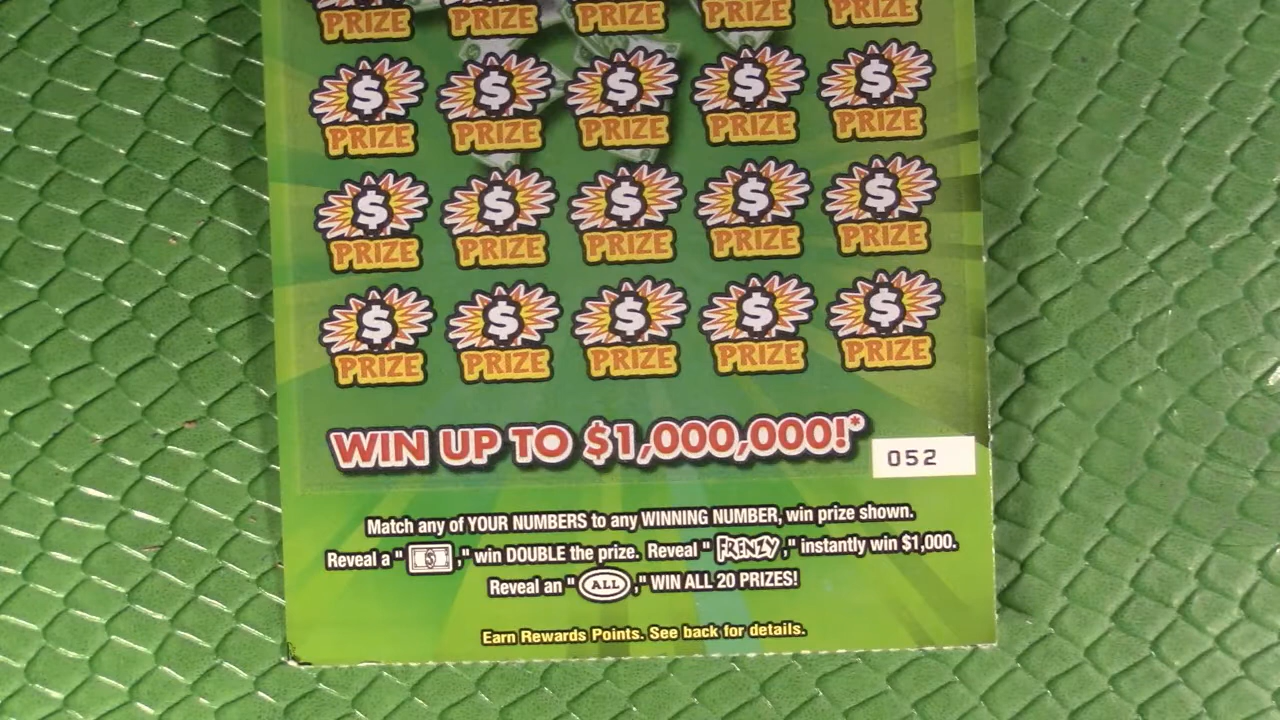 PRIZE PRIZE PRIZE PRIZE PRIZE
$ $ $ $ $
PRIZE PRIZE PRIZE PRIZE PRIZE
$ $ $ $ $
PRIZE PRIZE PRIZE PRIZE PRIZE
$ $ $ $ $
PRIZE PRIZE PRIZE PRIZE PRIZE
WIN UP TO $1,000,000!*
052
Match any of YOUR NUMBERS to any WINNING NUMBER, win prize shown.
Reveal a "$," win DOUBLE the prize. Reveal "FRENZY," instantly win $1,000.
Reveal an "ALL," WIN ALL 20 PRIZES!
Earn Rewards Points. See back for details.